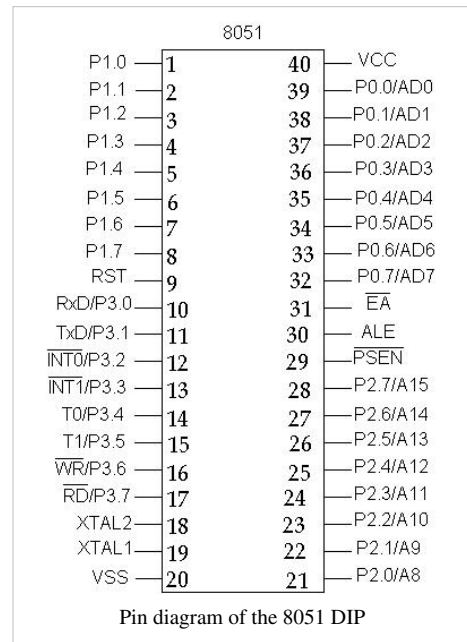 8051
P1.0 1 40 VCC
P1.1 2 39 P0.0/AD0
P1.2 3 38 P0.1/AD1
P1.3 4 37 P0.2/AD2
P1.4 5 36 P0.3/AD3
P1.5 6 35 P0.4/AD4
P1.6 7 34 P0.5/AD5
P1.7 8 33 P0.6/AD6
RST 9 32 P0.7/AD7
RxD/P3.0 10 31 E̅A̅
TxD/P3.1 11 30 ALE
I̅N̅T̅0̅/P3.2 12 29 P̅S̅E̅N̅
I̅N̅T̅1̅/P3.3 13 28 P2.7/A15
T0/P3.4 14 27 P2.6/A14
T1/P3.5 15 26 P2.5/A13
W̅R̅/P3.6 16 25 P2.4/A12
R̅D̅/P3.7 17 24 P2.3/A11
XTAL2 18 23 P2.2/A10
XTAL1 19 22 P2.1/A9
VSS 20 21 P2.0/A8
Pin diagram of the 8051 DIP